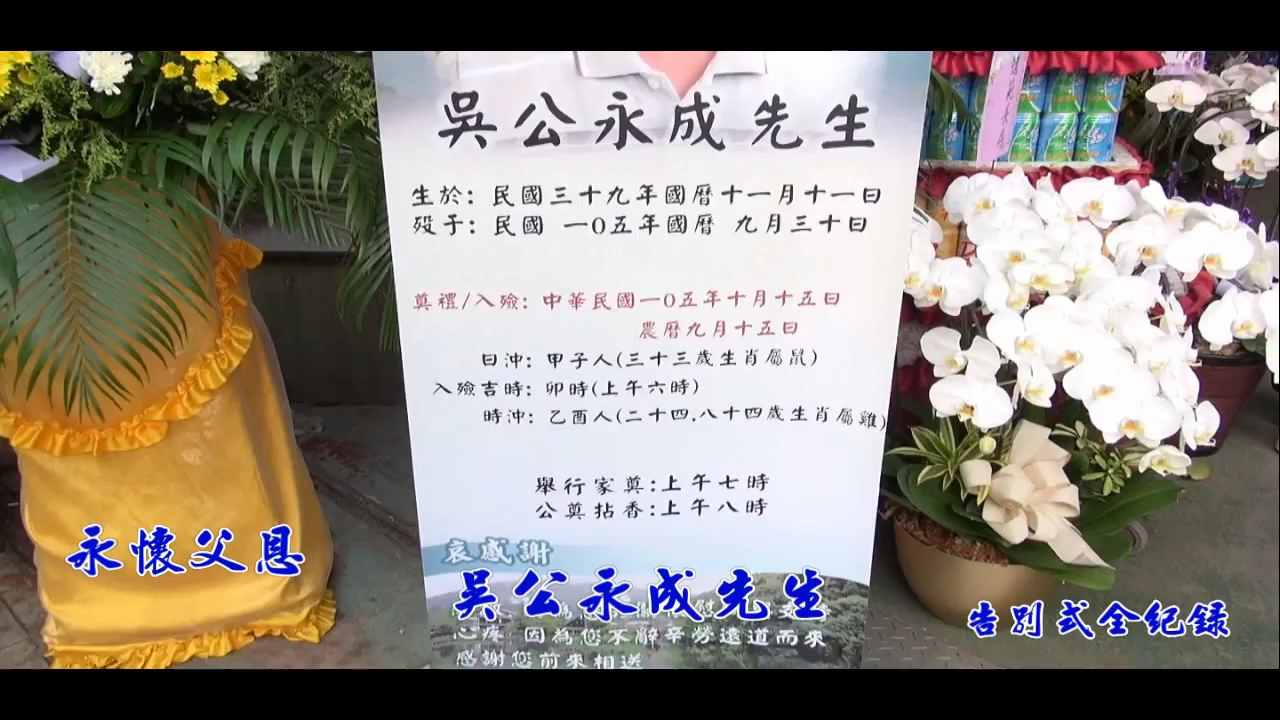 吳公永成先生
生於: 民國三十九年國曆十一月十一日
殁于: 民國 一0五年國曆 九月三十日
奠禮/入殮: 中華民國一0五年十月十五日
農曆九月十五日
日沖: 甲子人(三十三歲生肖屬鼠)
入殮吉時: 卯時(上午六時)
時沖: 乙酉人(二十四.八十四歲生肖屬雞)
舉行家奠:上午七時
公奠拈香:上午八時
哀感謝
心疼 因為您不辭辛勞遠道而來
感謝您前來相送
永懷父恩
吳公永成先生
告別式全紀錄